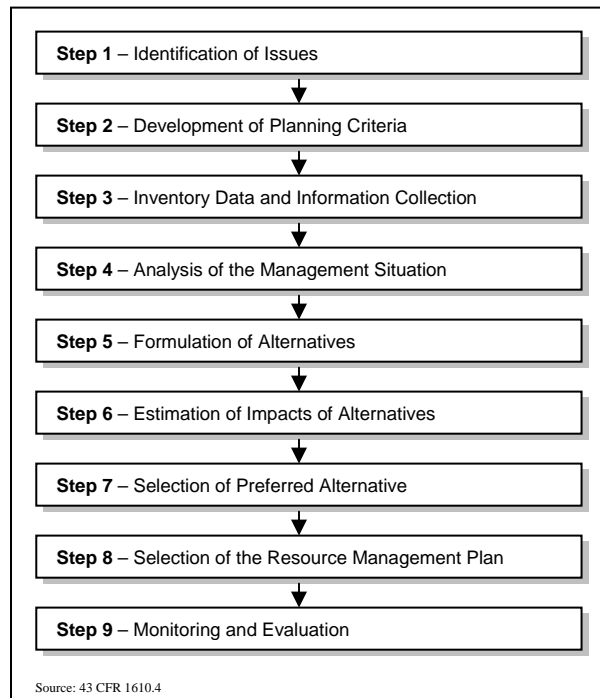 Step 1 – Identification of Issues
Step 2 – Development of Planning Criteria
Step 3 – Inventory Data and Information Collection
Step 4 – Analysis of the Management Situation
Step 5 – Formulation of Alternatives
Step 6 – Estimation of Impacts of Alternatives
Step 7 – Selection of Preferred Alternative
Step 8 – Selection of the Resource Management Plan
Step 9 – Monitoring and Evaluation
Source: 43 CFR 1610.4